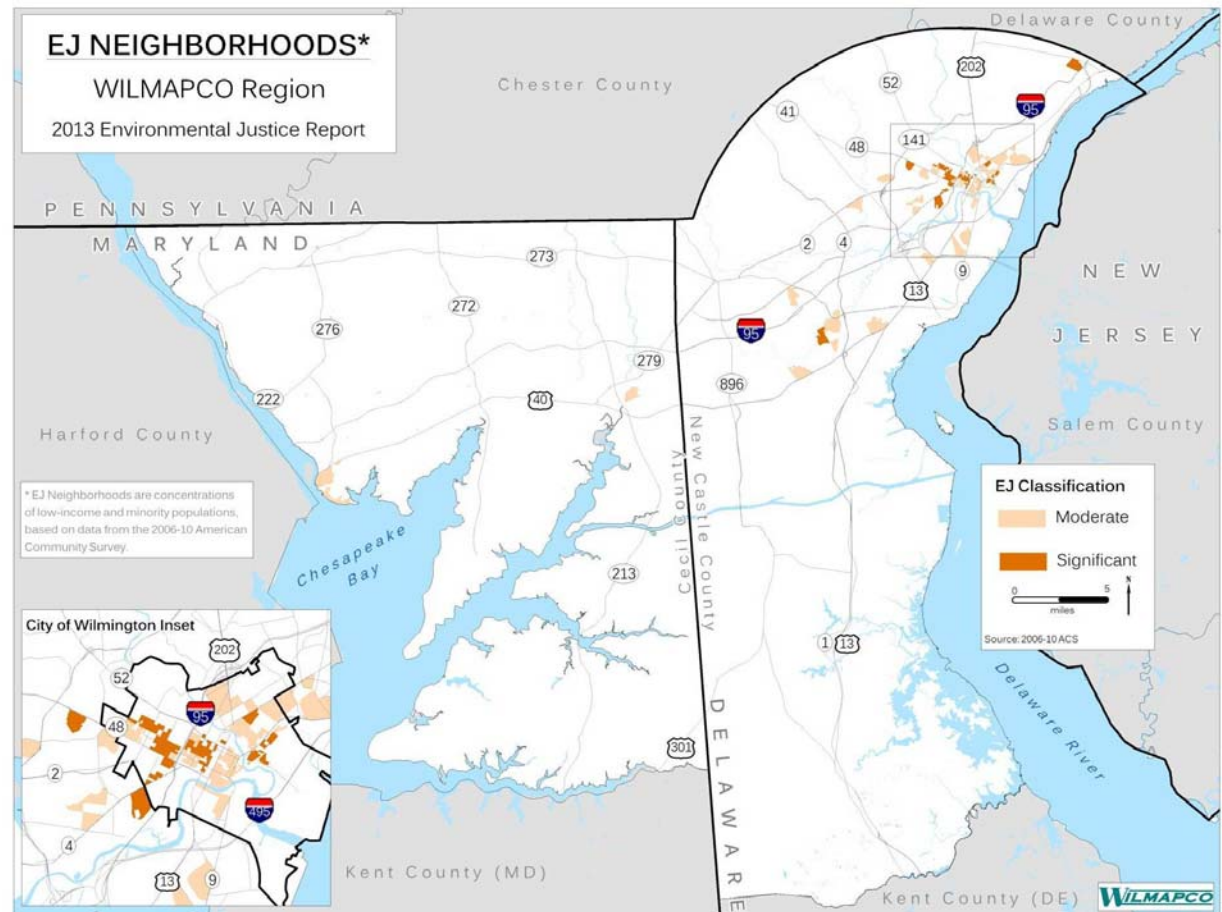 EJ NEIGHBORHOODS*
WILMAPCO Region
2013 Environmental Justice Report
Delaware County
Chester County
202
52
95
41
141
48
PENNSYLVANIA
MARYLAND
2
4
273
9
NEW
JERSEY
13
272
276
95
279
896
222
40
Harford County
Salem County
New Castle County
Cecil County
* EJ Neighborhoods are concentrations
of low-income and minority populations,
based on data from the 2006-10 American
Community Survey.
EJ Classification
Moderate
Significant
0 5
miles
N
Source: 2006-10 ACS
Chesapeake
Bay
213
1
13
301
DELAWARE
Delaware River
City of Wilmington Inset
202
52
95
48
2
495
4
13
9
Kent County (MD)
Kent County (DE)
WILMAPCO